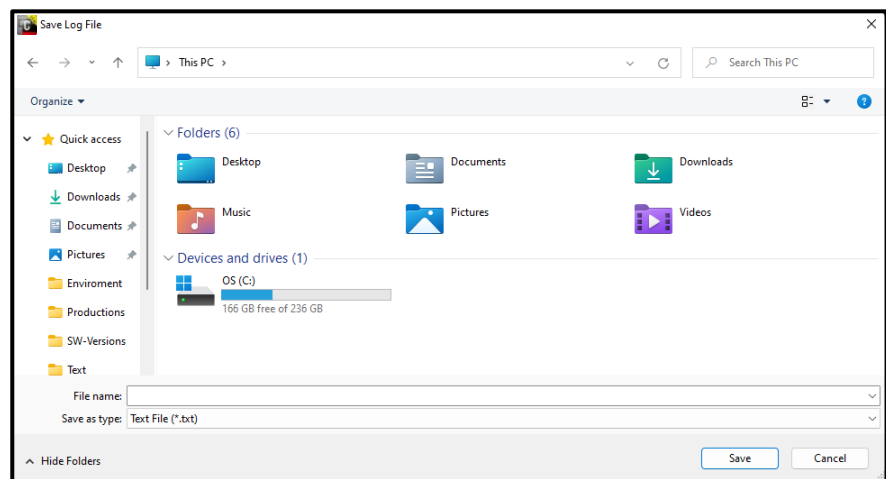 Save Log File
This PC
Search This PC
Organize
Quick access
Desktop
Downloads
Documents
Pictures
Enviroment
Productions
SW-Versions
Text
Folders (6)
Desktop
Documents
Downloads
Music
Pictures
Videos
Devices and drives (1)
OS (C:)
166 GB free of 236 GB
File name:
Save as type: Text File (*.txt)
Hide Folders
Save
Cancel